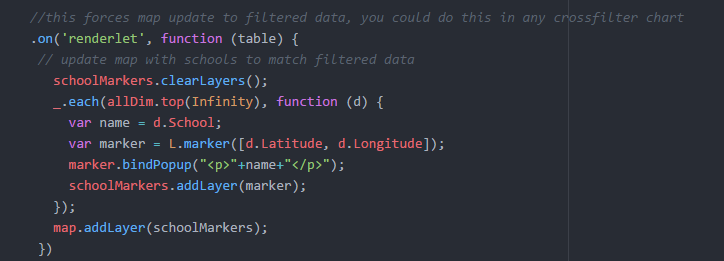 //this forces map update to filtered data, you could do this in any crossfilter chart
.on('renderlet', function (table) {
// update map with schools to match filtered data
schoolMarkers.clearLayers();
_.each(allDim.top(Infinity), function (d) {
var name = d.School;
var marker = L.marker([d.Latitude, d.Longitude]);
marker.bindPopup("<p>"+name+"</p>");
schoolMarkers.addLayer(marker);
});
map.addLayer(schoolMarkers);
})